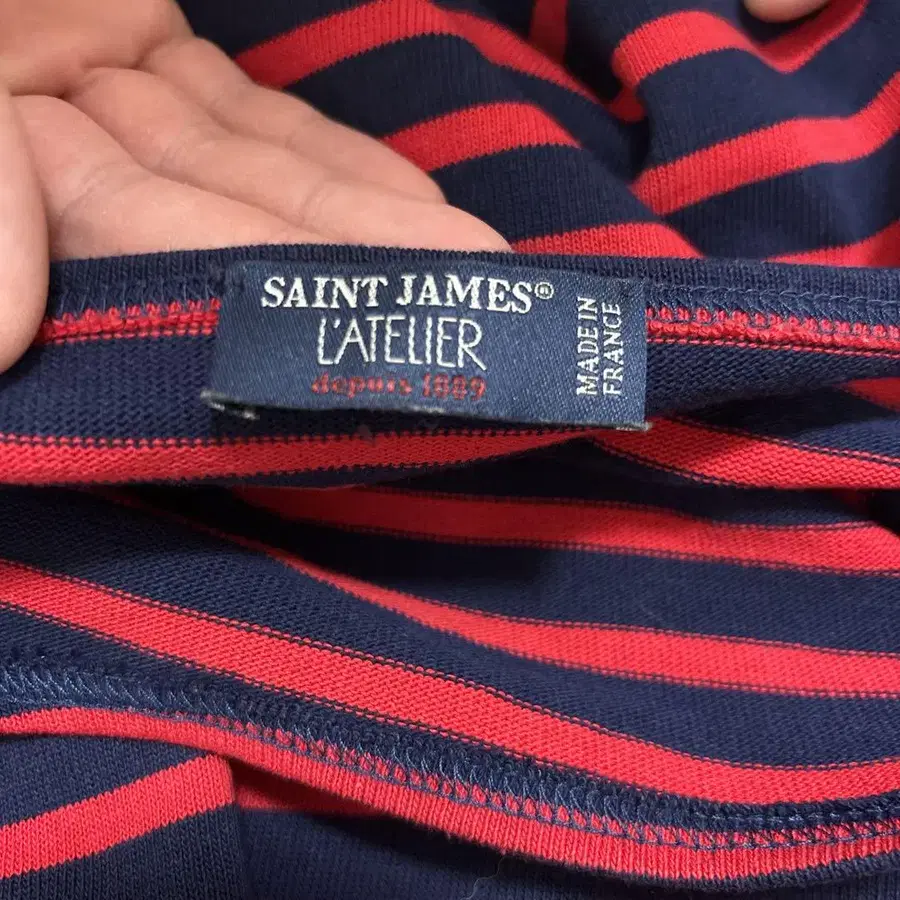 SAINT JAMES®
L'ATELIER
depuis 1889
MADE IN
FRANCE